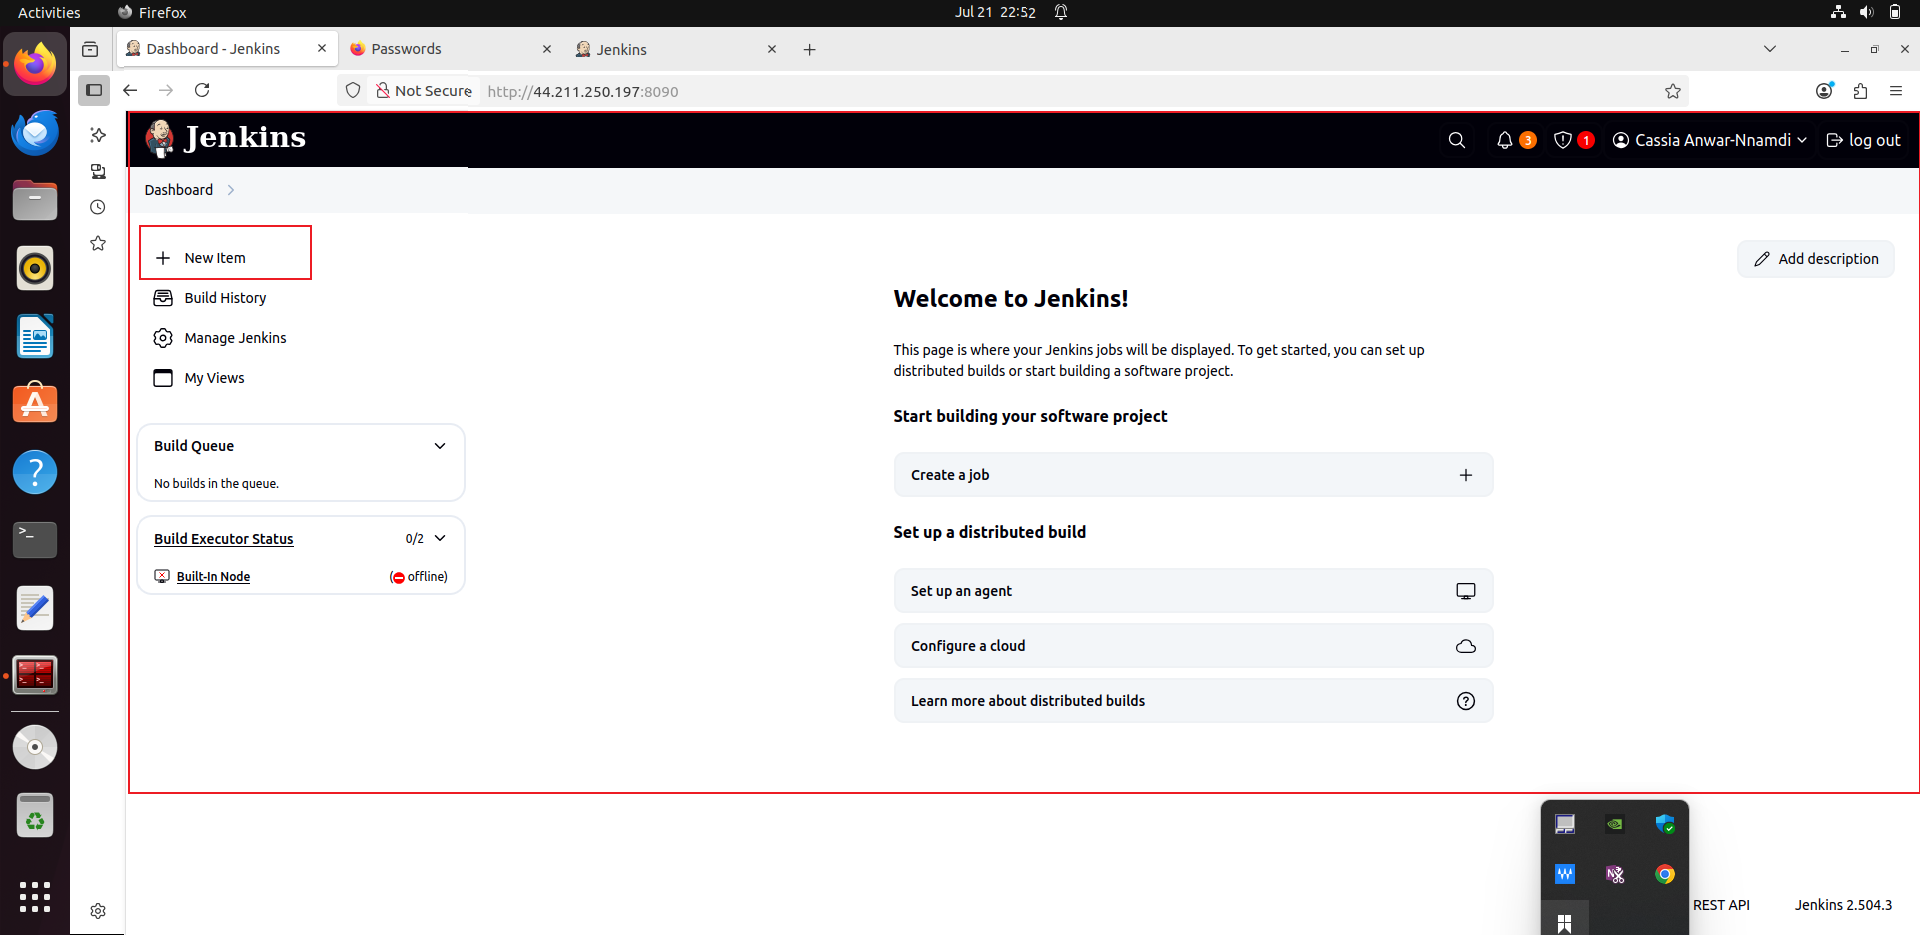 Activities
Firefox
Jul 21 22:52
Dashboard - Jenkins
Passwords
Jenkins
Not Secure
http://44.211.250.197:8090
Jenkins
3
1
Cassia Anwar-Nnamdi
log out
Dashboard
New Item
Build History
Manage Jenkins
My Views
Build Queue
No builds in the queue.
Build Executor Status
0/2
Built-In Node
(offline)
Add description
Welcome to Jenkins!
This page is where your Jenkins jobs will be displayed. To get started, you can set up
distributed builds or start building a software project.
Start building your software project
Create a job
Set up a distributed build
Set up an agent
Configure a cloud
Learn more about distributed builds
REST API
Jenkins 2.504.3